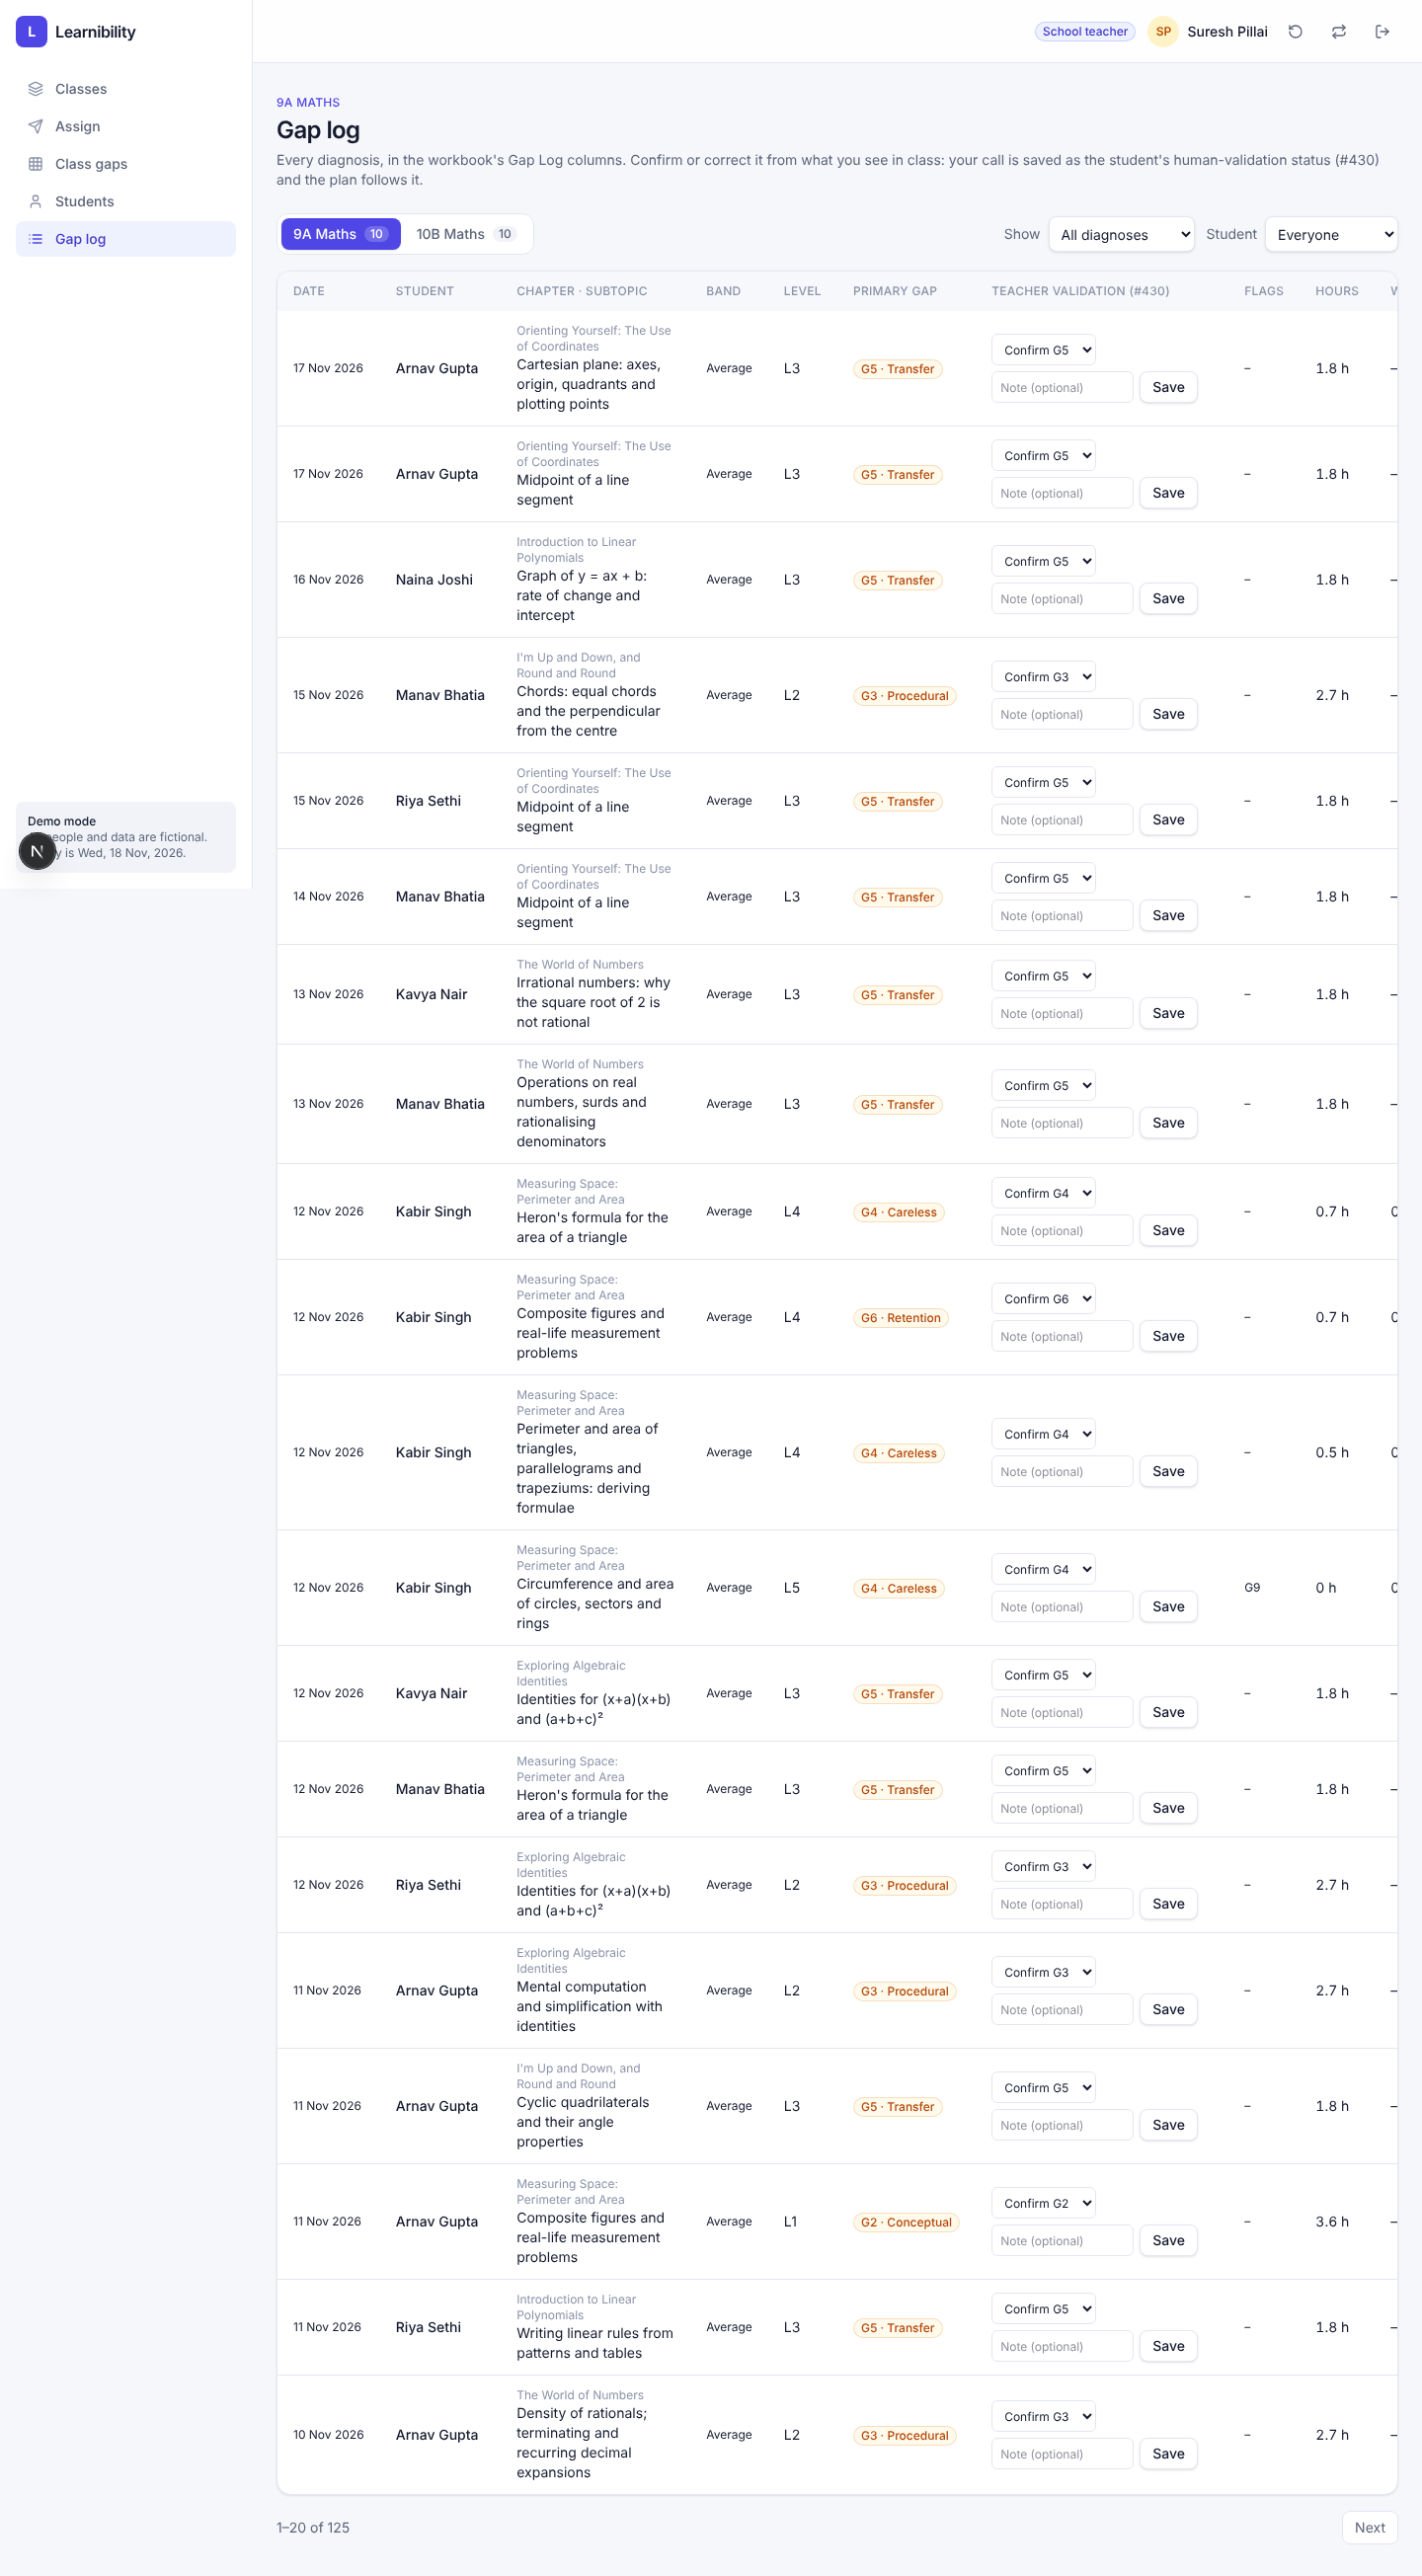 L Learnibility
Classes
Assign
Class gaps
Students
Gap log
Demo mode
people and data are fictional.
is Wed, 18 Nov, 2026.
N
School teacher SP Suresh Pillai
9A MATHS
Gap log
Every diagnosis, in the workbook's Gap Log columns. Confirm or correct it from what you see in class: your call is saved as the student's human-validation status (#430)
and the plan follows it.
9A Maths 10 10B Maths 10 Show All diagnoses Student Everyone
DATE STUDENT CHAPTER · SUBTOPIC BAND LEVEL PRIMARY GAP TEACHER VALIDATION (#430) FLAGS HOURS
Orienting Yourself: The Use
of Coordinates
Cartesian plane: axes,
origin, quadrants and
plotting points
17 Nov 2026 Arnav Gupta Average L3 G5 · Transfer Confirm G5 – 1.8 h –
Note (optional) Save
Orienting Yourself: The Use
of Coordinates
Midpoint of a line
segment
17 Nov 2026 Arnav Gupta Average L3 G5 · Transfer Confirm G5 – 1.8 h –
Note (optional) Save
Introduction to Linear
Polynomials
Graph of y = ax + b:
rate of change and
intercept
16 Nov 2026 Naina Joshi Average L3 G5 · Transfer Confirm G5 – 1.8 h –
Note (optional) Save
I'm Up and Down, and
Round and Round
Chords: equal chords
and the perpendicular
from the centre
15 Nov 2026 Manav Bhatia Average L2 G3 · Procedural Confirm G3 – 2.7 h –
Note (optional) Save
Orienting Yourself: The Use
of Coordinates
Midpoint of a line
segment
15 Nov 2026 Riya Sethi Average L3 G5 · Transfer Confirm G5 – 1.8 h –
Note (optional) Save
Orienting Yourself: The Use
of Coordinates
Midpoint of a line
segment
14 Nov 2026 Manav Bhatia Average L3 G5 · Transfer Confirm G5 – 1.8 h –
Note (optional) Save
The World of Numbers
Irrational numbers: why
the square root of 2 is
not rational
13 Nov 2026 Kavya Nair Average L3 G5 · Transfer Confirm G5 – 1.8 h –
Note (optional) Save
The World of Numbers
Operations on real
numbers, surds and
rationalising
denominators
13 Nov 2026 Manav Bhatia Average L3 G5 · Transfer Confirm G5 – 1.8 h –
Note (optional) Save
Measuring Space:
Perimeter and Area
Heron's formula for the
area of a triangle
12 Nov 2026 Kabir Singh Average L4 G4 · Careless Confirm G4 – 0.7 h
Note (optional) Save
Measuring Space:
Perimeter and Area
Composite figures and
real-life measurement
problems
12 Nov 2026 Kabir Singh Average L4 G6 · Retention Confirm G6 – 0.7 h
Note (optional) Save
Measuring Space:
Perimeter and Area
Perimeter and area of
triangles,
parallelograms and
trapeziums: deriving
formulae
12 Nov 2026 Kabir Singh Average L4 G4 · Careless Confirm G4 – 0.5 h
Note (optional) Save
Measuring Space:
Perimeter and Area
Circumference and area
of circles, sectors and
rings
12 Nov 2026 Kabir Singh Average L5 G4 · Careless Confirm G4 G9 0 h
Note (optional) Save
Exploring Algebraic
Identities
Identities for (x+a)(x+b)
and (a+b+c)²
12 Nov 2026 Kavya Nair Average L3 G5 · Transfer Confirm G5 – 1.8 h –
Note (optional) Save
Measuring Space:
Perimeter and Area
Heron's formula for the
area of a triangle
12 Nov 2026 Manav Bhatia Average L3 G5 · Transfer Confirm G5 – 1.8 h –
Note (optional) Save
Exploring Algebraic
Identities
Identities for (x+a)(x+b)
and (a+b+c)²
12 Nov 2026 Riya Sethi Average L2 G3 · Procedural Confirm G3 – 2.7 h –
Note (optional) Save
Exploring Algebraic
Identities
Mental computation
and simplification with
identities
11 Nov 2026 Arnav Gupta Average L2 G3 · Procedural Confirm G3 – 2.7 h –
Note (optional) Save
I'm Up and Down, and
Round and Round
Cyclic quadrilaterals
and their angle
properties
11 Nov 2026 Arnav Gupta Average L3 G5 · Transfer Confirm G5 – 1.8 h –
Note (optional) Save
Measuring Space:
Perimeter and Area
Composite figures and
real-life measurement
problems
11 Nov 2026 Arnav Gupta Average L1 G2 · Conceptual Confirm G2 – 3.6 h –
Note (optional) Save
Introduction to Linear
Polynomials
Writing linear rules from
patterns and tables
11 Nov 2026 Riya Sethi Average L3 G5 · Transfer Confirm G5 – 1.8 h –
Note (optional) Save
The World of Numbers
Density of rationals;
terminating and
recurring decimal
expansions
10 Nov 2026 Arnav Gupta Average L2 G3 · Procedural Confirm G3 – 2.7 h –
Note (optional) Save
1–20 of 125 Next